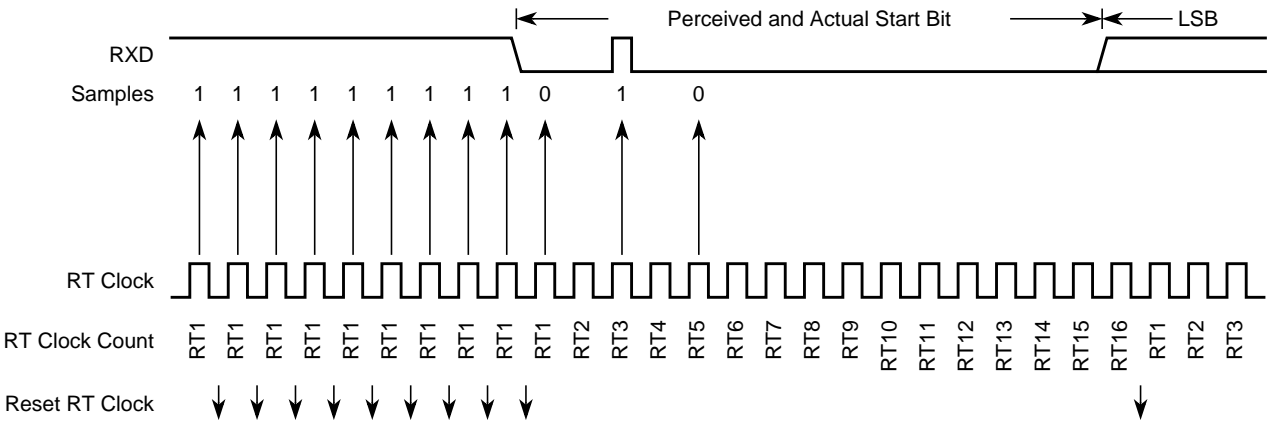 Perceived and Actual Start Bit LSB
RXD
Samples 1 1 1 1 1 1 1 1 1 0 1 0
RT Clock
RT Clock Count RT1 RT1 RT1 RT1 RT1 RT1 RT1 RT1 RT1 RT1 RT2 RT3 RT4 RT5 RT6 RT7 RT8 RT9 RT10 RT11 RT12 RT13 RT14 RT15 RT16 RT1 RT2 RT3
Reset RT Clock